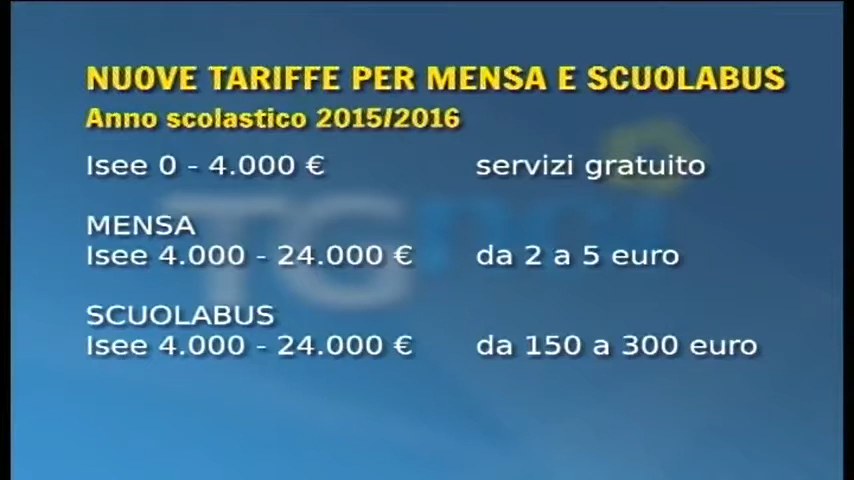 NUOVE TARIFFE PER MENSA E SCUOLABUS
Anno scolastico 2015/2016
Isee 0 - 4.000 € servizi gratuito
MENSA
Isee 4.000 - 24.000 € da 2 a 5 euro
SCUOLABUS
Isee 4.000 - 24.000 € da 150 a 300 euro
TG